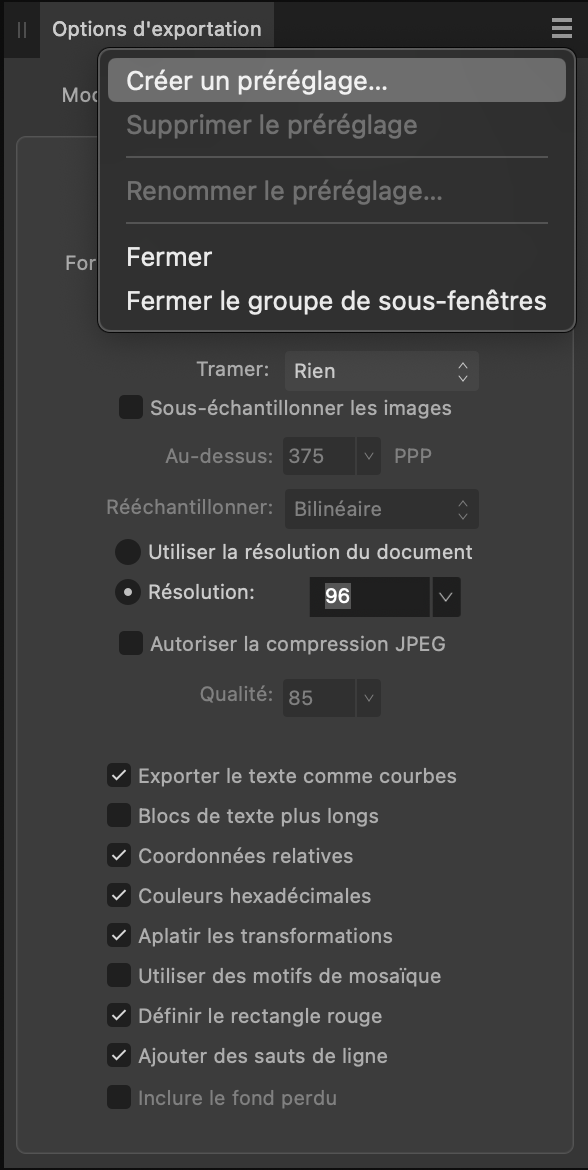 Options d'exportation
Créer un préréglage...
Supprimer le préréglage
Renommer le préréglage...
Fermer
Fermer le groupe de sous-fenêtres
Tramer: Rien
Sous-échantillonner les images
Au-dessus: 375 PPP
Rééchantillonner: Bilinéaire
Utiliser la résolution du document
Résolution: 96
Autoriser la compression JPEG
Qualité: 85
Exporter le texte comme courbes
Blocs de texte plus longs
Coordonnées relatives
Couleurs hexadécimales
Aplatir les transformations
Utiliser des motifs de mosaïque
Définir le rectangle rouge
Ajouter des sauts de ligne
Inclure le fond perdu